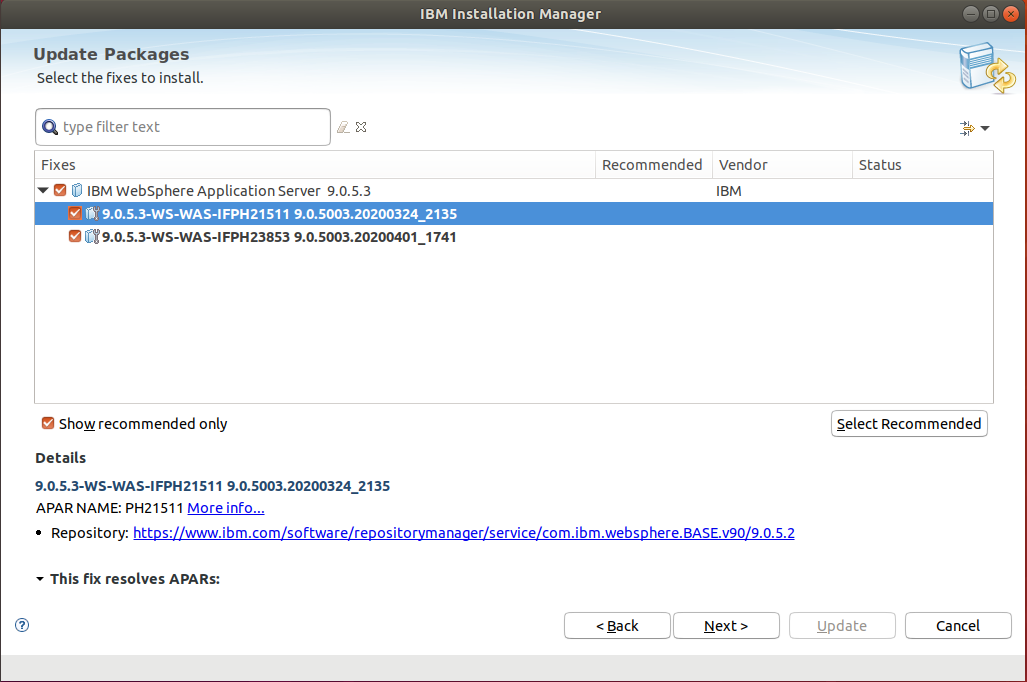 IBM Installation Manager
Update Packages
Select the fixes to install.
type filter text
Fixes Recommended Vendor Status
IBM WebSphere Application Server 9.0.5.3 IBM
9.0.5.3-WS-WAS-IFPH21511 9.0.5003.20200324_2135
9.0.5.3-WS-WAS-IFPH23853 9.0.5003.20200401_1741
Show recommended only Select Recommended
Details
9.0.5.3-WS-WAS-IFPH21511 9.0.5003.20200324_2135
APAR NAME: PH21511 More info...
• Repository: https://www.ibm.com/software/repositorymanager/service/com.ibm.websphere.BASE.v90/9.0.5.2
This fix resolves APARs:
? < Back Next > Update Cancel